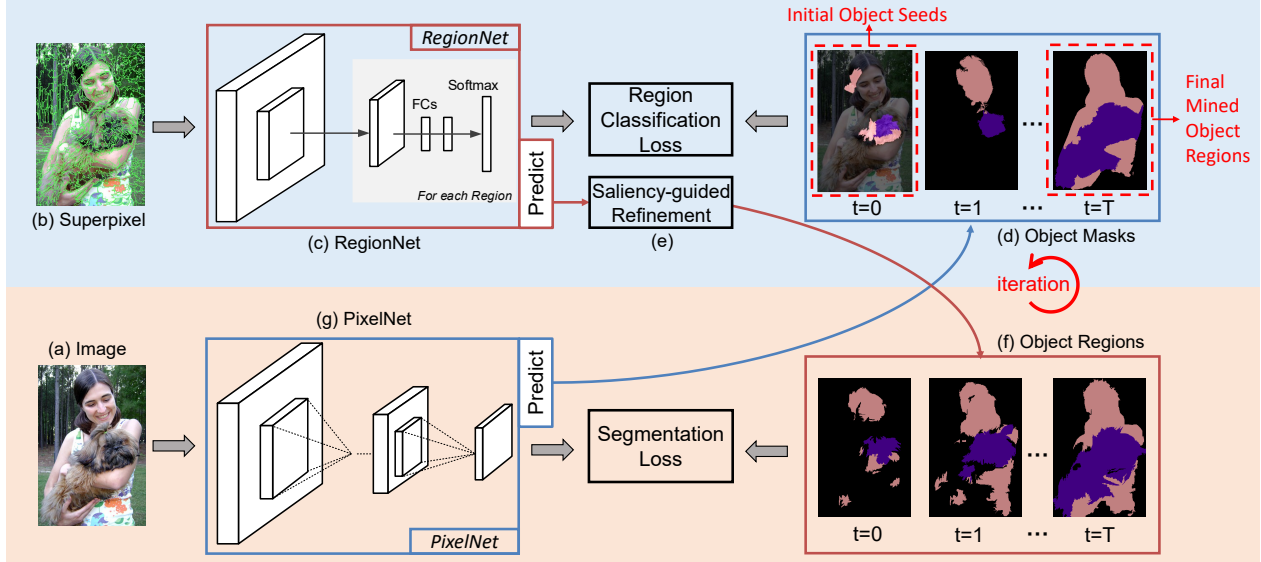 Initial Object Seeds
RegionNet
Softmax
FCs
For each Region
Predict
(b) Superpixel
(c) RegionNet
Region
Classification
Loss
Saliency-guided
Refinement
(e)
...
t=0
t=1
...
t=T
(d) Object Masks
Final
Mined
Object
Regions
iteration
(g) PixelNet
(a) Image
Predict
PixelNet
Segmentation
Loss
(f) Object Regions
...
t=0
t=1
...
t=T